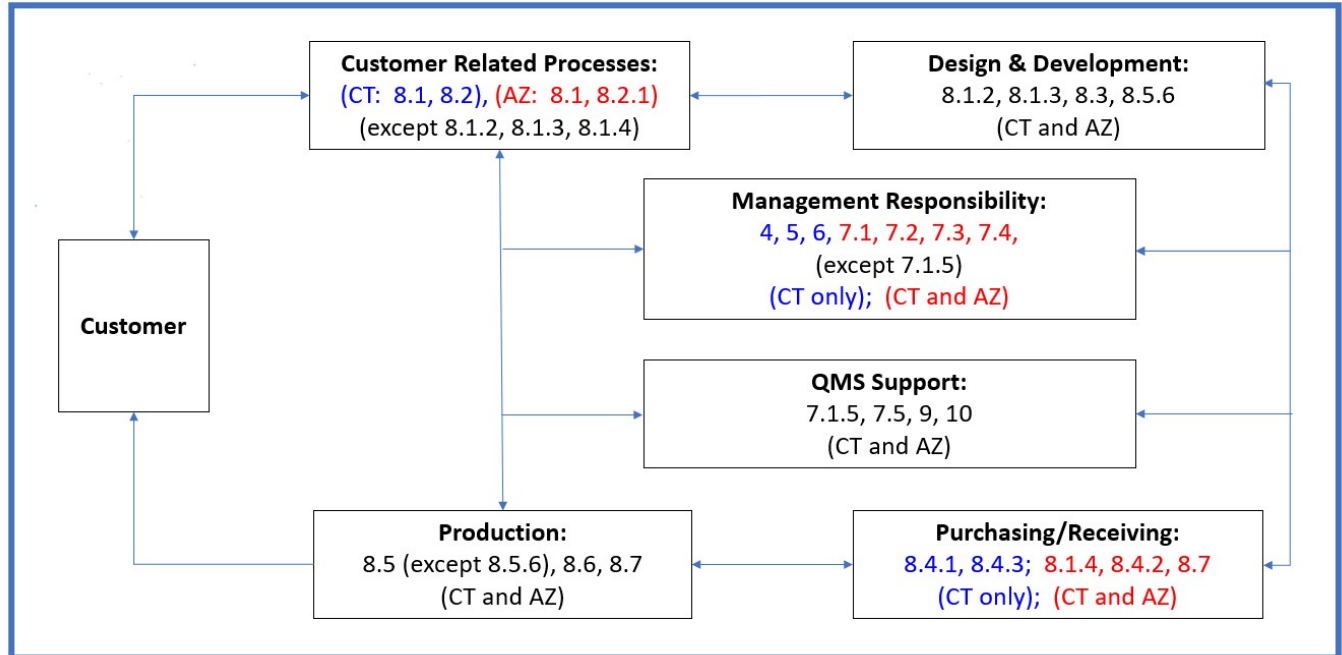 Customer Related Processes:
(CT:  8.1, 8.2), (AZ:  8.1, 8.2.1)
(except 8.1.2, 8.1.3, 8.1.4)
Design & Development:
8.1.2, 8.1.3, 8.3, 8.5.6
(CT and AZ)
Management Responsibility:
4, 5, 6, 7.1, 7.2, 7.3, 7.4,
(except 7.1.5)
(CT only);  (CT and AZ)
Customer
QMS Support:
7.1.5, 7.5, 9, 10
(CT and AZ)
Production:
8.5 (except 8.5.6), 8.6, 8.7
(CT and AZ)
Purchasing/Receiving:
8.4.1, 8.4.3;  8.1.4, 8.4.2, 8.7
(CT only);  (CT and AZ)